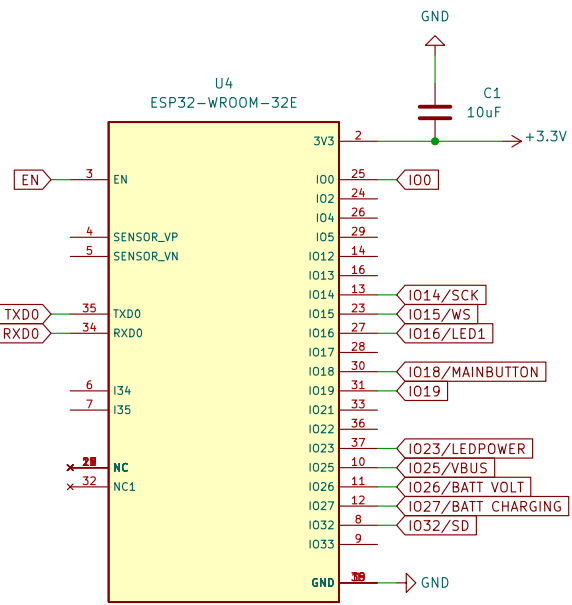 GND
U4
ESP32-WROOM-32E
C1
10uF
3V3 2
+3.3V
EN 3 EN
IO0 25 IO0
IO2 24
IO4 26
4 SENSOR_VP
IO5 29
5 SENSOR_VN
IO12 14
IO13 16
IO14 13 IO14/SCK
TXD0 35 TXD0
IO15 23 IO15/WS
RXD0 34 RXD0
IO16 27 IO16/LED1
IO17 28
IO18 30 IO18/MAINBUTTON
6 I34
IO19 31 IO19
7 I35
IO21 33
IO22 36
IO23 37 IO23/LEDPOWER
NC
IO25 10 IO25/VBUS
32 NC1
IO26 11 IO26/BATT VOLT
IO27 12 IO27/BATT CHARGING
IO32 8 IO32/SD
IO33 9
GND GND